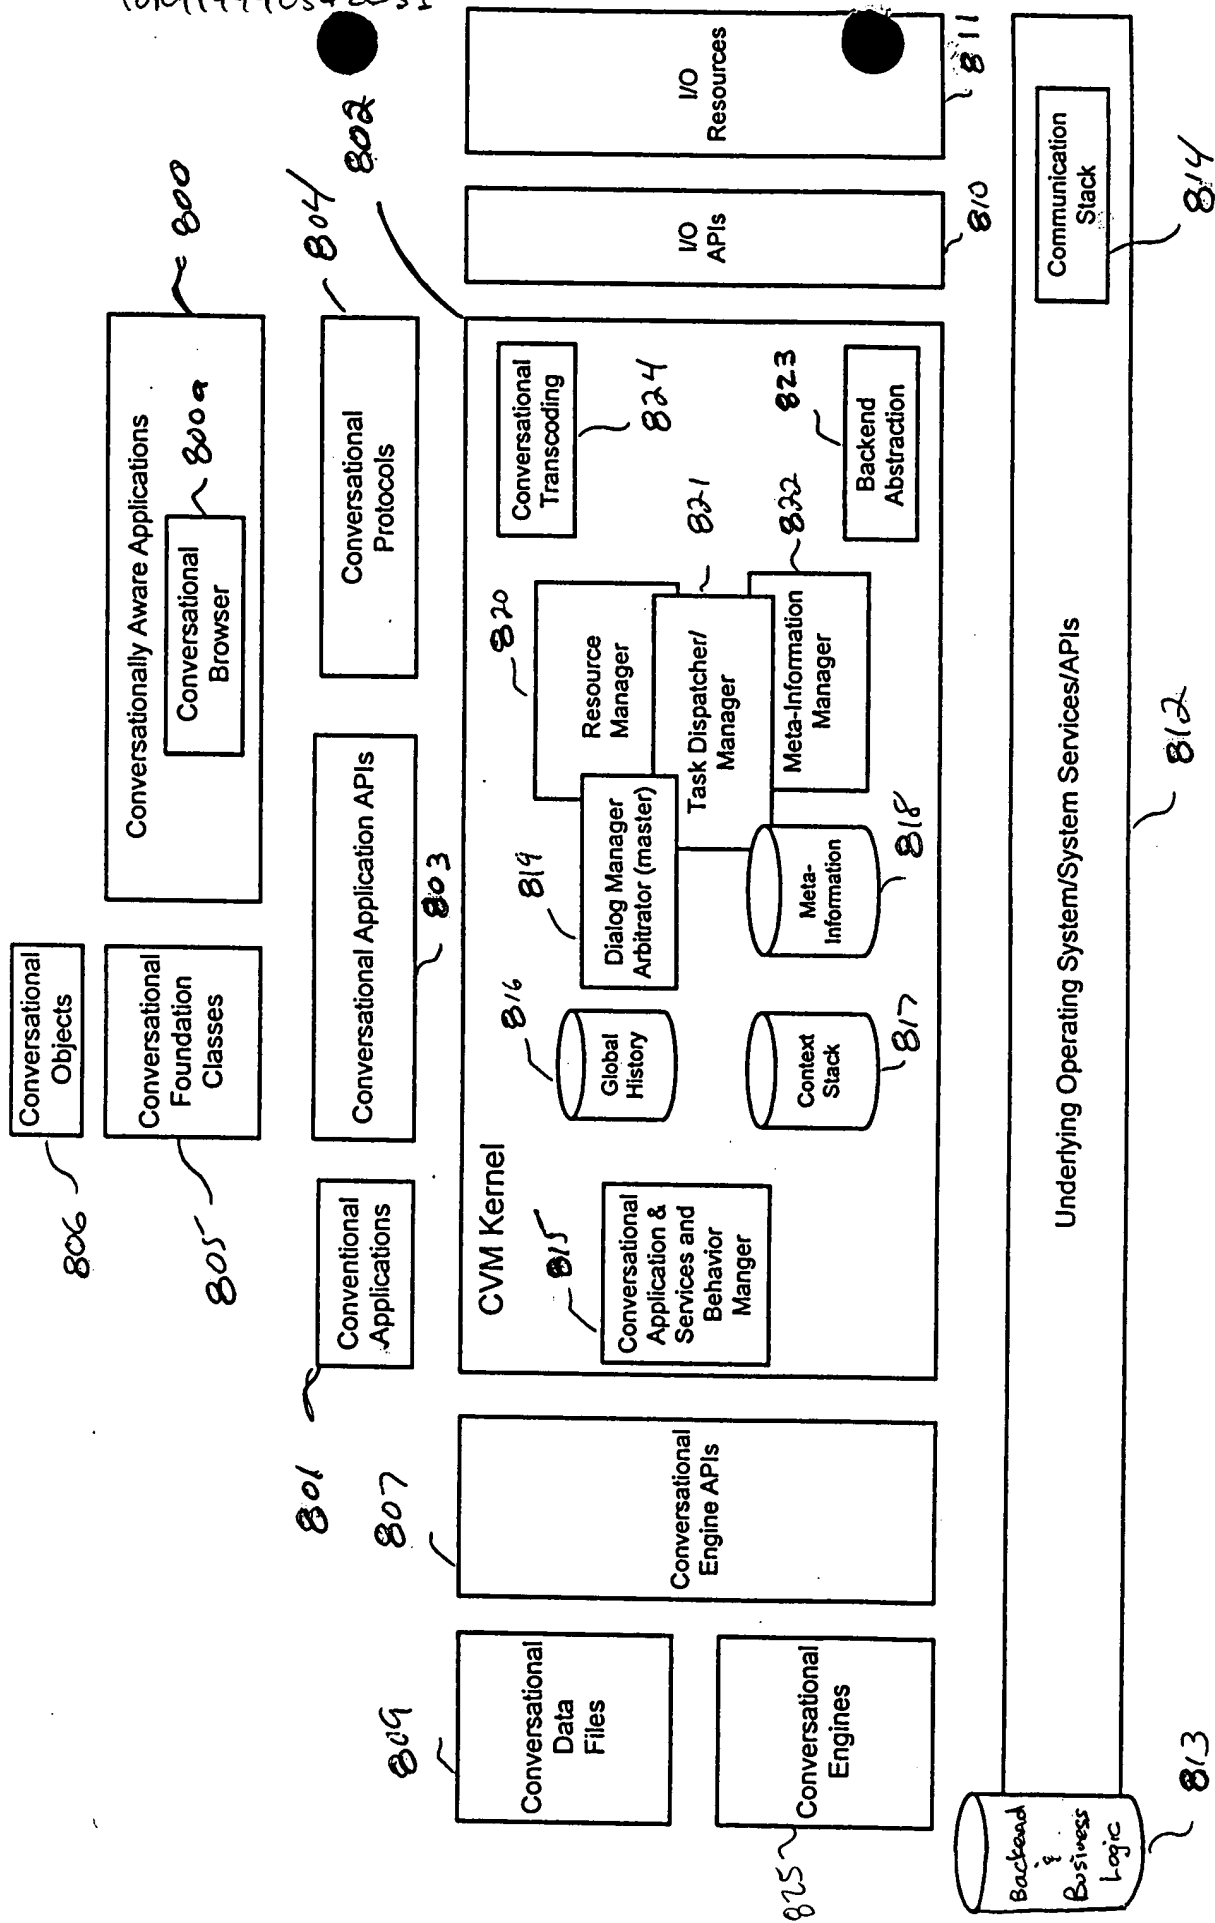 806
Conversational
Objects
805
Conversational
Foundation
Classes
Conversationally Aware Applications
800
Conversational
Browser
800a
801
Conventional
Applications
Conversational Application APIs
803
Conversational
Protocols
804
802
809
Conversational
Data
Files
825
Conversational
Engines
807
Conversational
Engine APIs
CVM Kernel
815
Conversational
Application &
Services and
Behavior
Manger
816
Global
History
Context
Stack
817
819
Dialog Manager
Arbitrator (master)
820
Resource
Manager
Task Dispatcher/
Manager
821
Meta-Information
Manager
822
Meta-
Information
818
Conversational
Transcoding
824
823
Backend
Abstraction
I/O
APIs
810
I/O
Resources
811
Backend
&
Business
Logic
813
Underlying Operating System/System Services/APIs
812
Communication
Stack
814